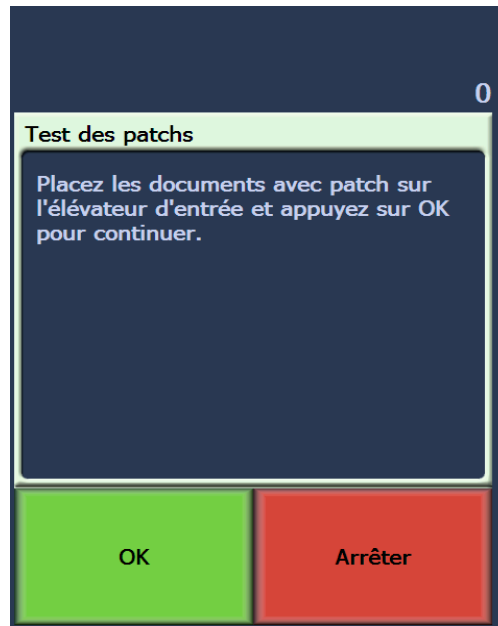 0
Test des patchs
Placez les documents avec patch sur
l'élévateur d'entrée et appuyez sur OK
pour continuer.
OK
Arrêter